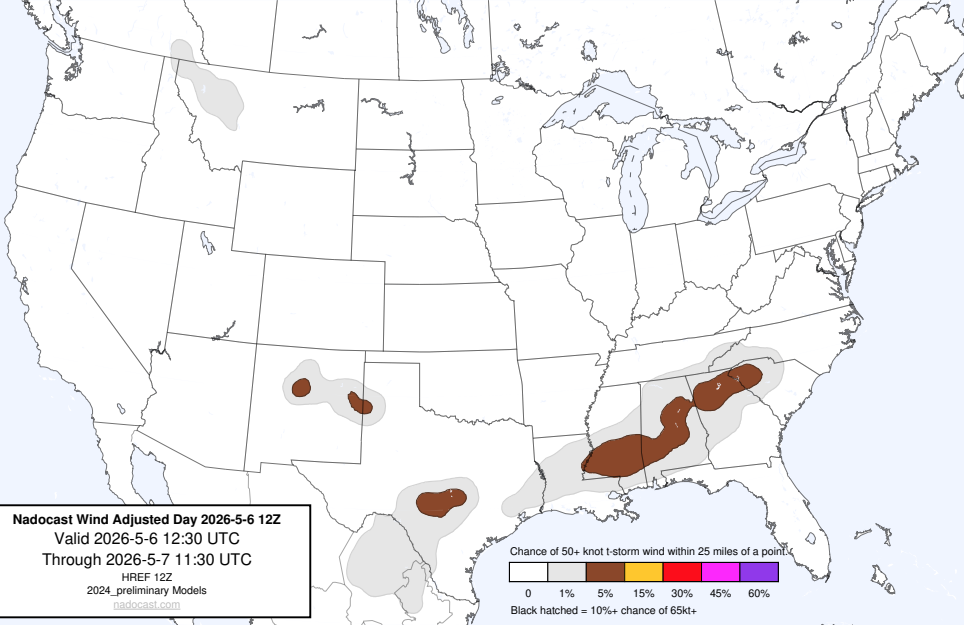 Nadocast Wind Adjusted Day 2026-5-6 12Z
Valid 2026-5-6 12:30 UTC
Through 2026-5-7 11:30 UTC
HREF 12Z
2024_preliminary Models
nadocast.com
Chance of 50+ knot t-storm wind within 25 miles of a point.
0 1% 5% 15% 30% 45% 60%
Black hatched = 10%+ chance of 65kt+